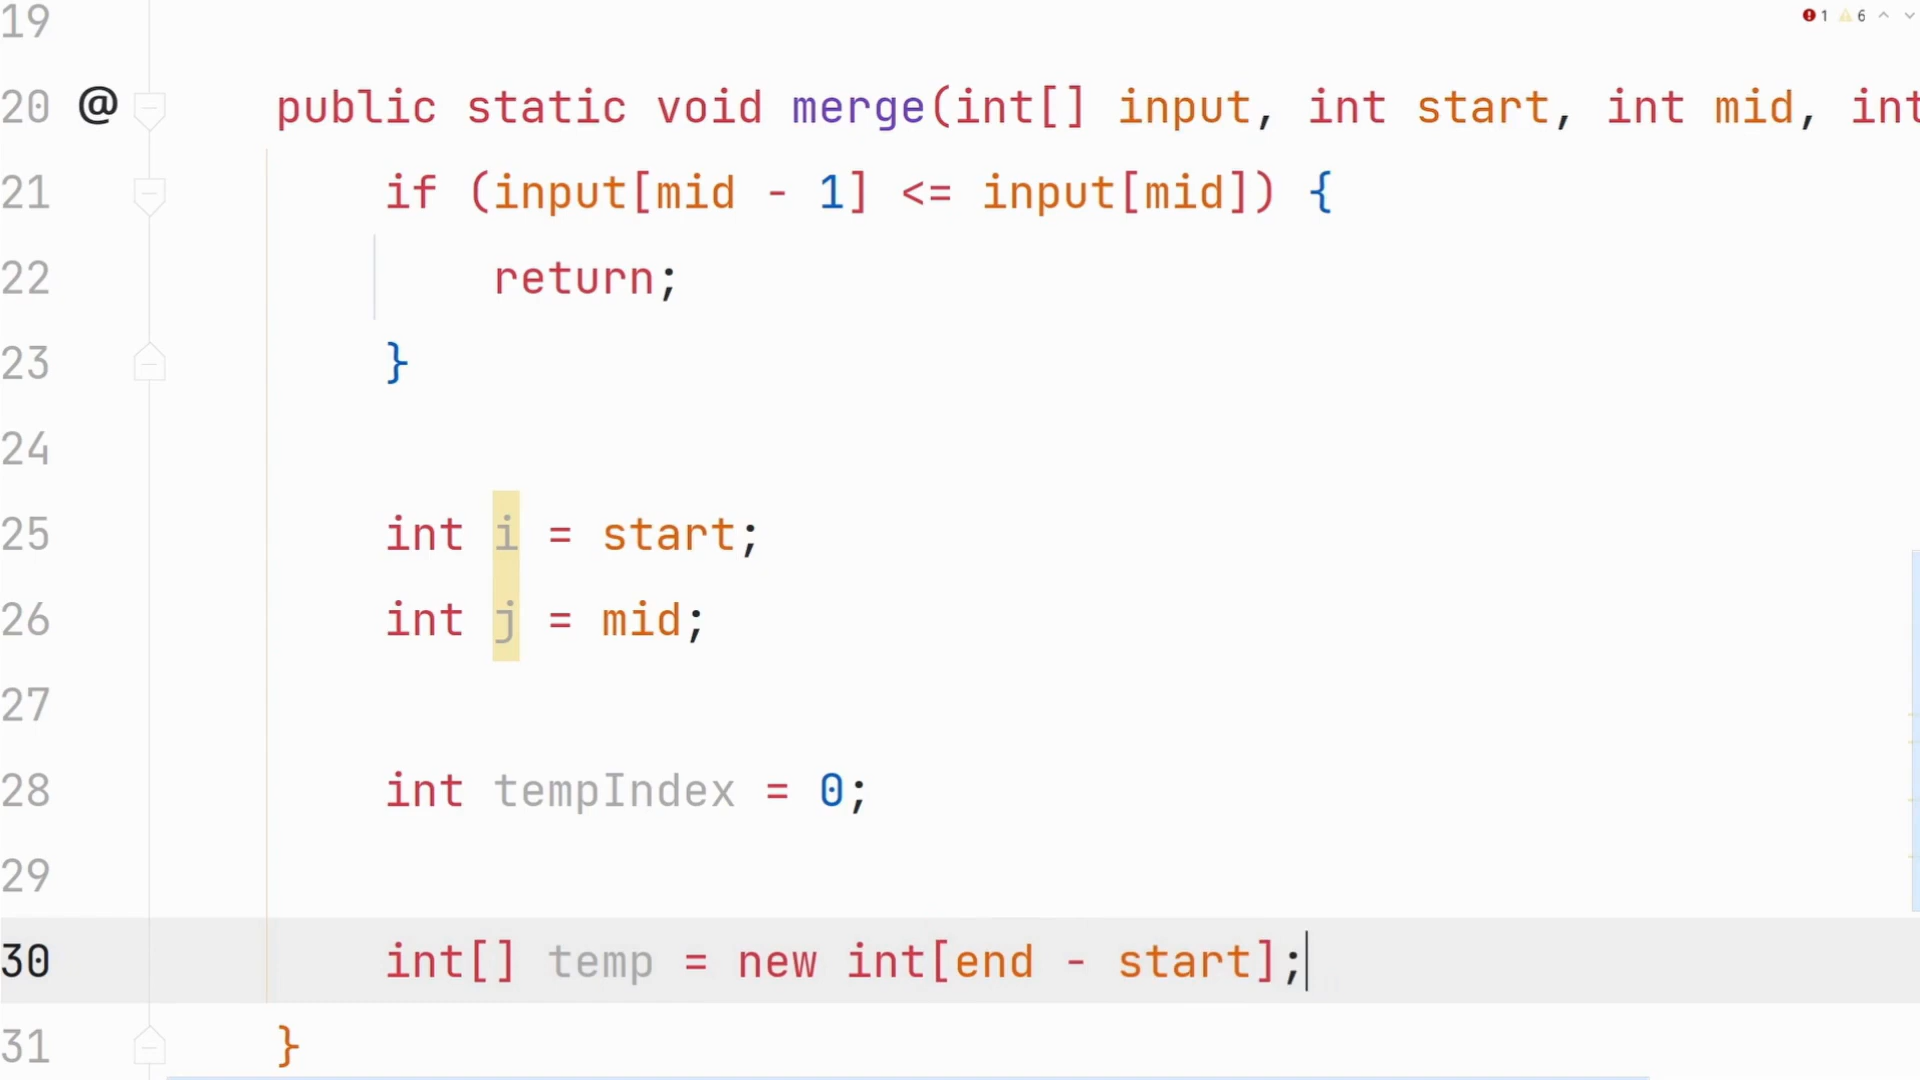 19
1 6
20 @ public static void merge(int[] input, int start, int mid, int
21 if (input[mid - 1] <= input[mid]) {
22 return;
23 }
24
25 int i = start;
26 int j = mid;
27
28 int tempIndex = 0;
29
30 int[] temp = new int[end - start];
31 }